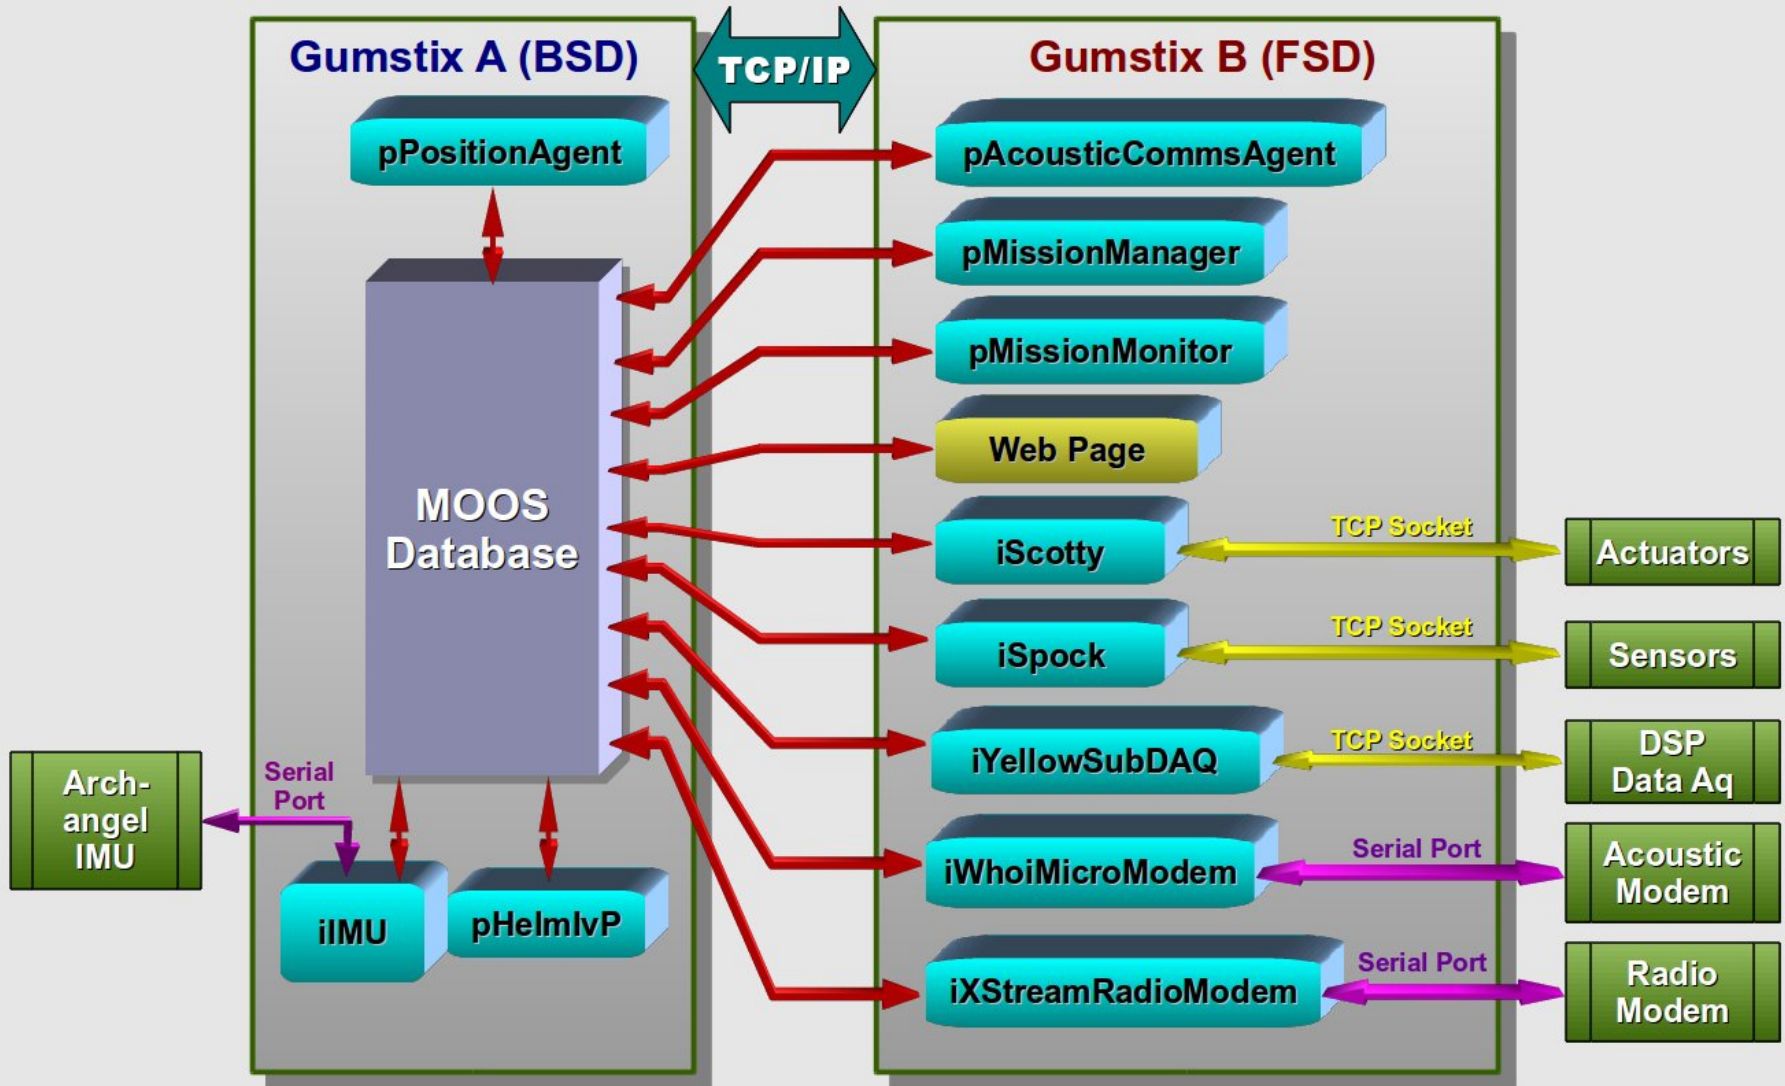 Gumstix A (BSD)
TCP/IP
Gumstix B (FSD)
pPositionAgent
pAcousticCommsAgent
pMissionManager
pMissionMonitor
Web Page
MOOS
Database
iScotty
TCP Socket
Actuators
iSpock
TCP Socket
Sensors
iYellowSubDAQ
TCP Socket
DSP
Data Aq
Arch-
angel
IMU
Serial
Port
iIMU
pHelmIvP
iWhoiMicroModem
Serial Port
Acoustic
Modem
iXStreamRadioModem
Serial Port
Radio
Modem